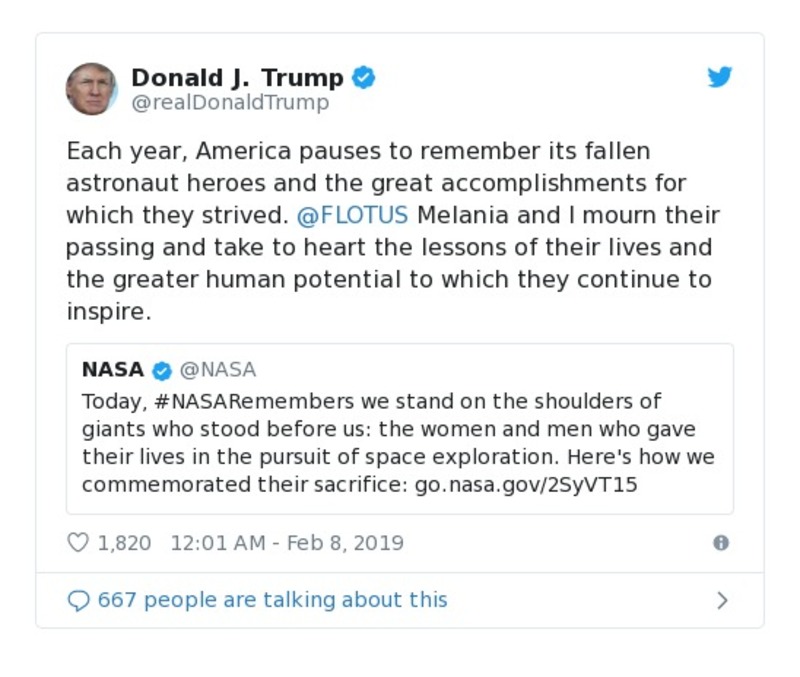 Donald J. Trump
@realDonaldTrump
Each year, America pauses to remember its fallen
astronaut heroes and the great accomplishments for
which they strived. @FLOTUS Melania and I mourn their
passing and take to heart the lessons of their lives and
the greater human potential to which they continue to
inspire.
NASA @NASA
Today, #NASARemembers we stand on the shoulders of
giants who stood before us: the women and men who gave
their lives in the pursuit of space exploration. Here's how we
commemorated their sacrifice: go.nasa.gov/2SyVT15
1,820 12:01 AM - Feb 8, 2019
667 people are talking about this